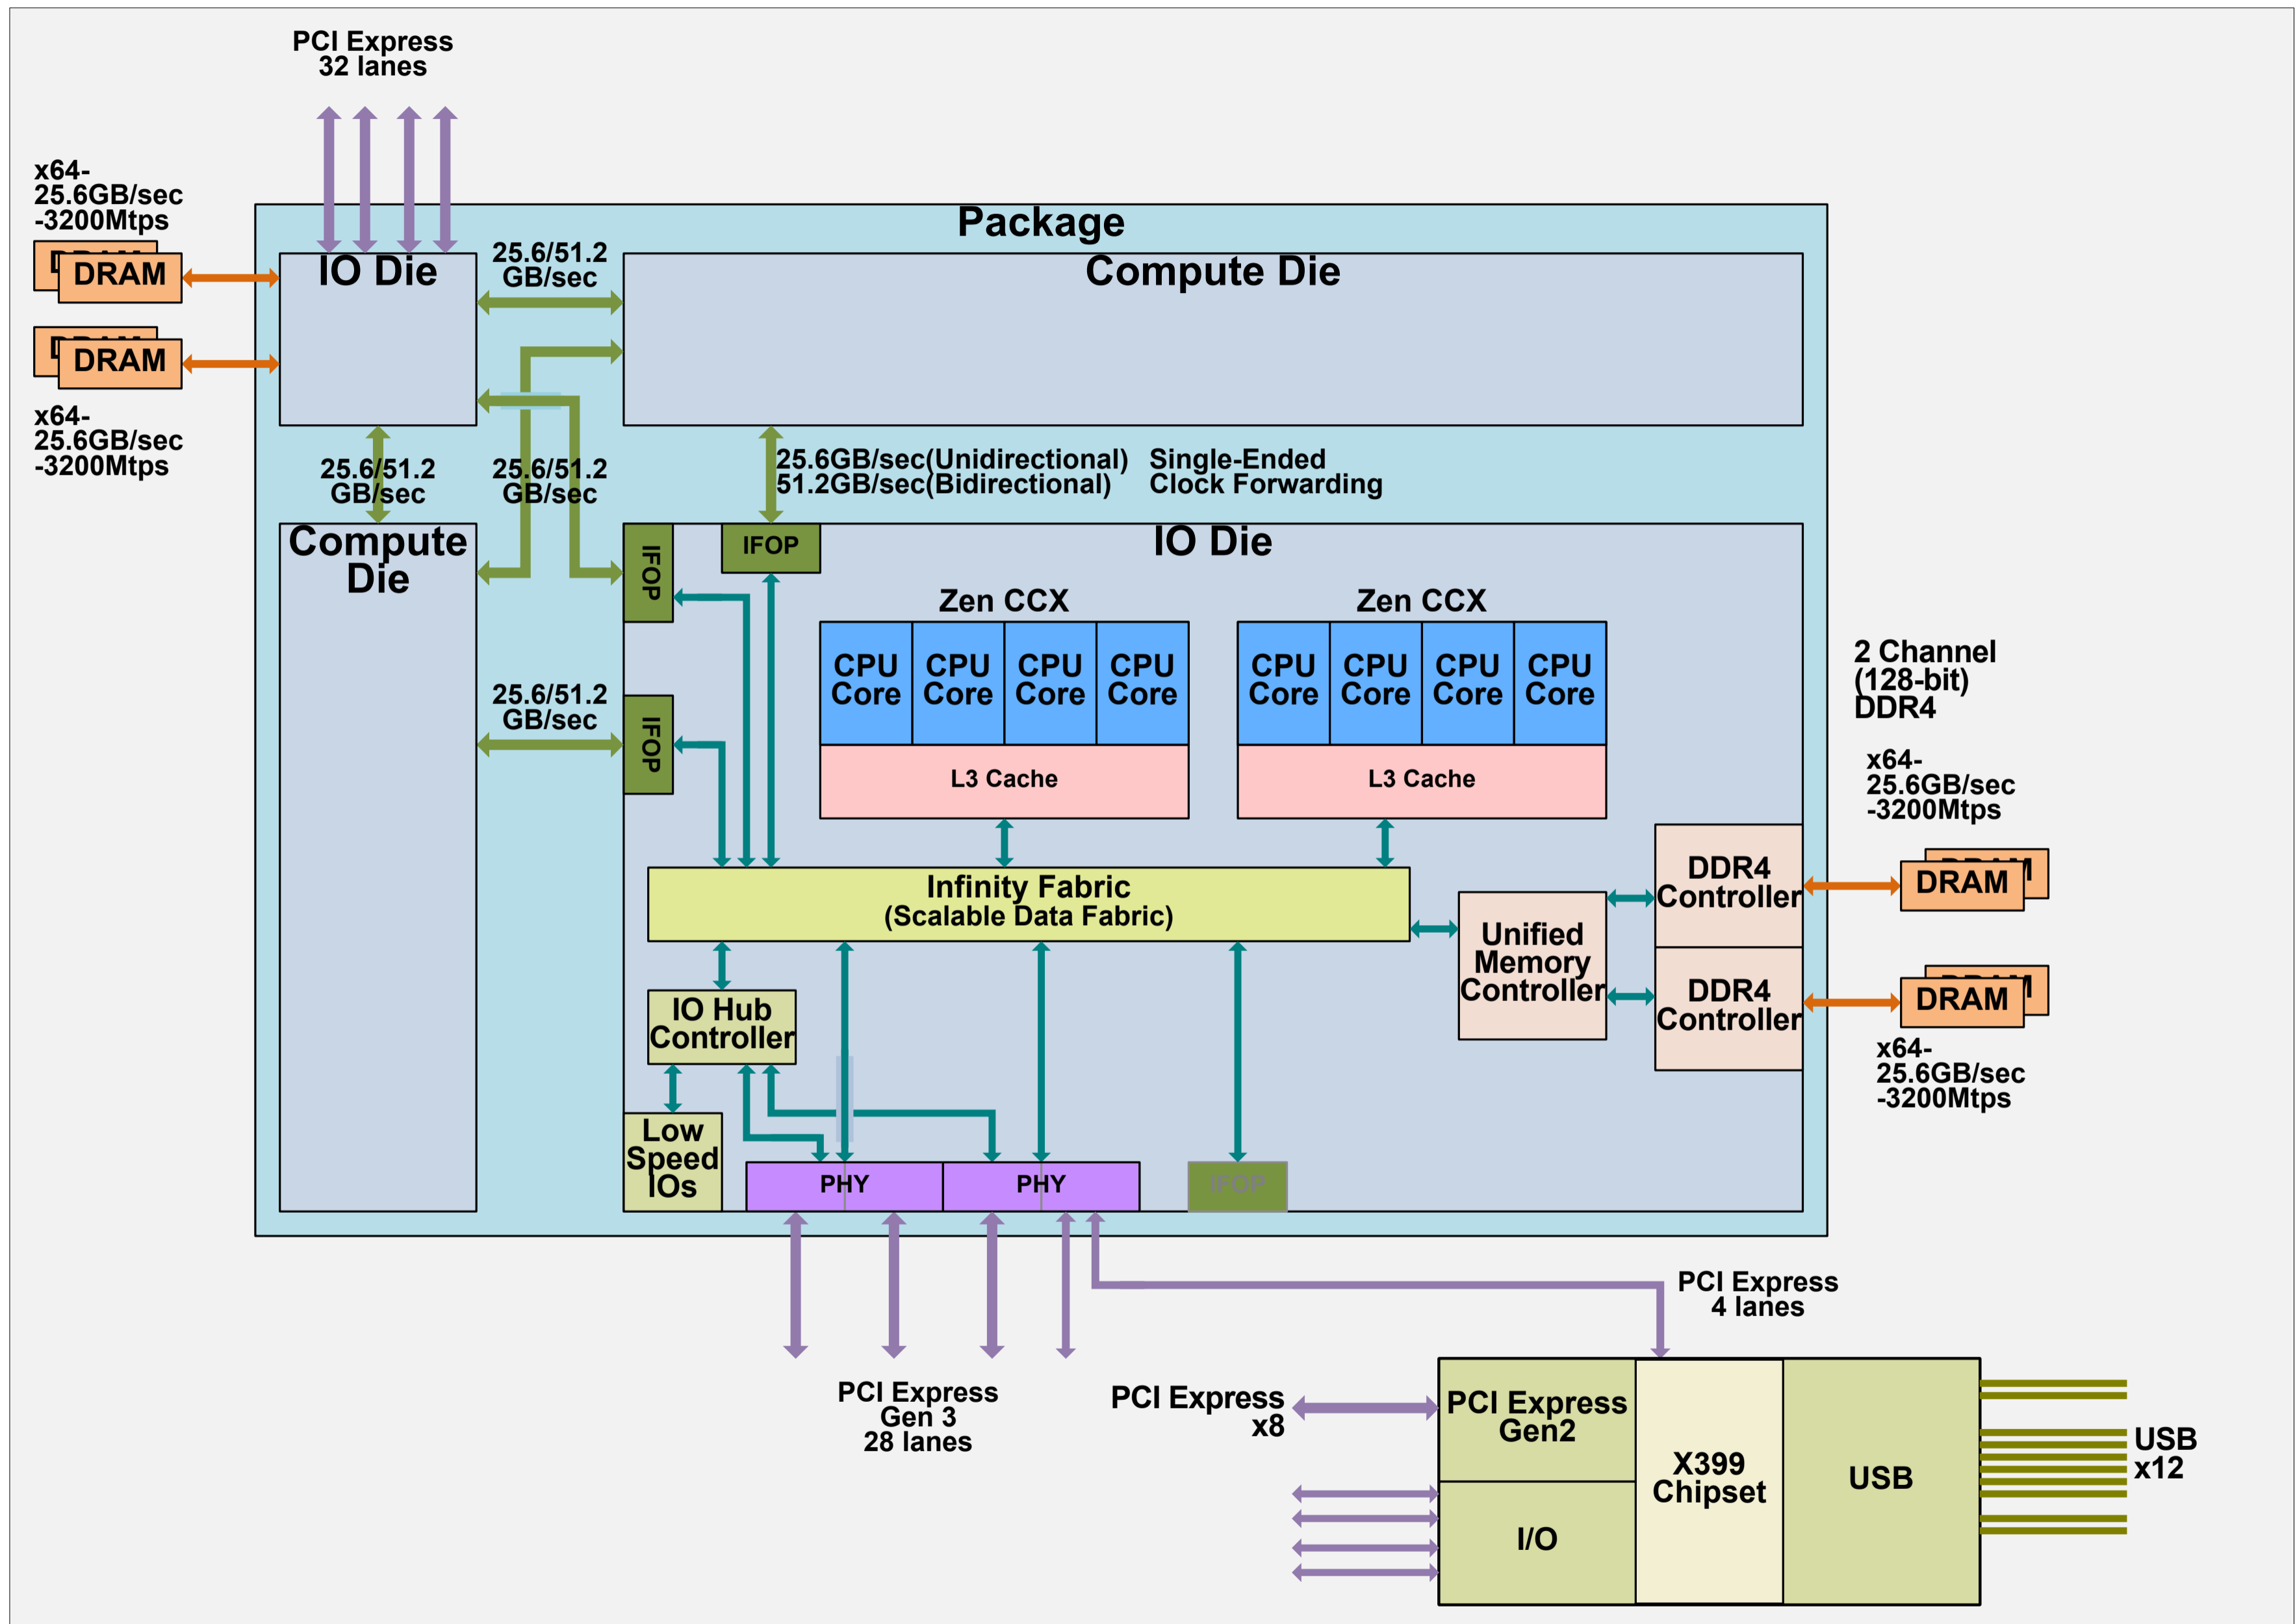 PCI Express
32 lanes
x64-
25.6GB/sec
-3200Mtps
DRAM
DRAM
DRAM
DRAM
x64-
25.6GB/sec
-3200Mtps
Package
IO Die
25.6/51.2
GB/sec
Compute Die
25.6/51.2
GB/sec
25.6/51.2
GB/sec
25.6GB/sec(Unidirectional) Single-Ended
51.2GB/sec(Bidirectional) Clock Forwarding
Compute
Die
25.6/51.2
GB/sec
IO Die
IFOP
IFOP
IFOP
Zen CCX
CPU
Core
CPU
Core
CPU
Core
CPU
Core
L3 Cache
Zen CCX
CPU
Core
CPU
Core
CPU
Core
CPU
Core
L3 Cache
Infinity Fabric
(Scalable Data Fabric)
Unified
Memory
Controller
DDR4
Controller
DDR4
Controller
2 Channel
(128-bit)
DDR4
x64-
25.6GB/sec
-3200Mtps
DRAM
DRAM
DRAM
DRAM
x64-
25.6GB/sec
-3200Mtps
IO Hub
Controller
Low
Speed
IOs
PHY
PHY
IFOP
PCI Express
Gen 3
28 lanes
PCI Express
4 lanes
PCI Express
x8
PCI Express
Gen2
I/O
X399
Chipset
USB
USB
x12